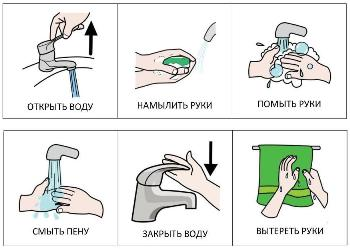 ОТКРЫТЬ ВОДУ
НАМЫЛИТЬ РУКИ
ПОМЫТЬ РУКИ
СМЫТЬ ПЕНУ
ЗАКРЫТЬ ВОДУ
ВЫТЕРЕТЬ РУКИ